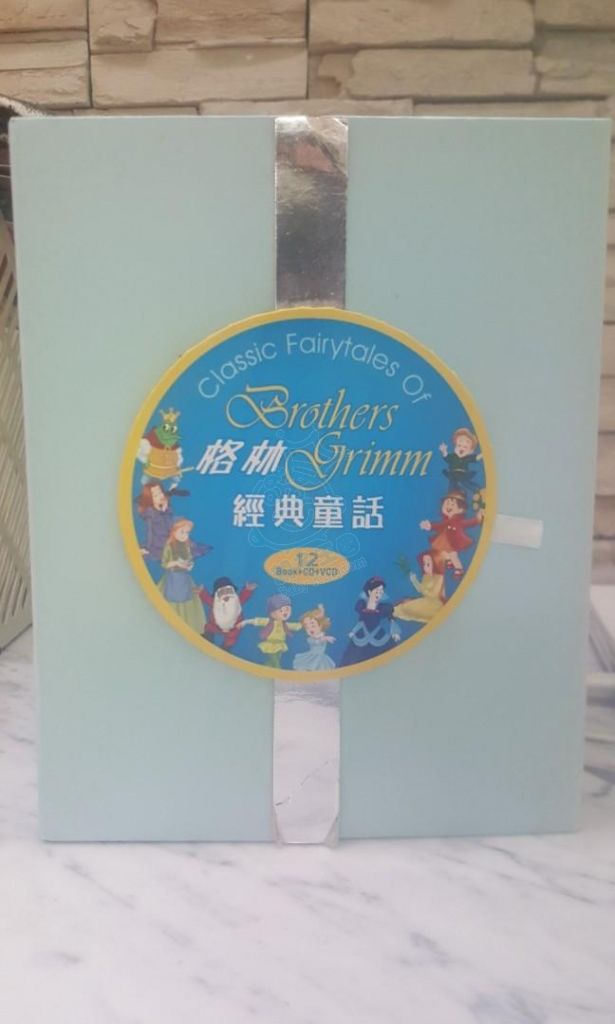 Classic Fairytales Of
Brothers
格林 Grimm
經典童話
12
Book+CD+VCD